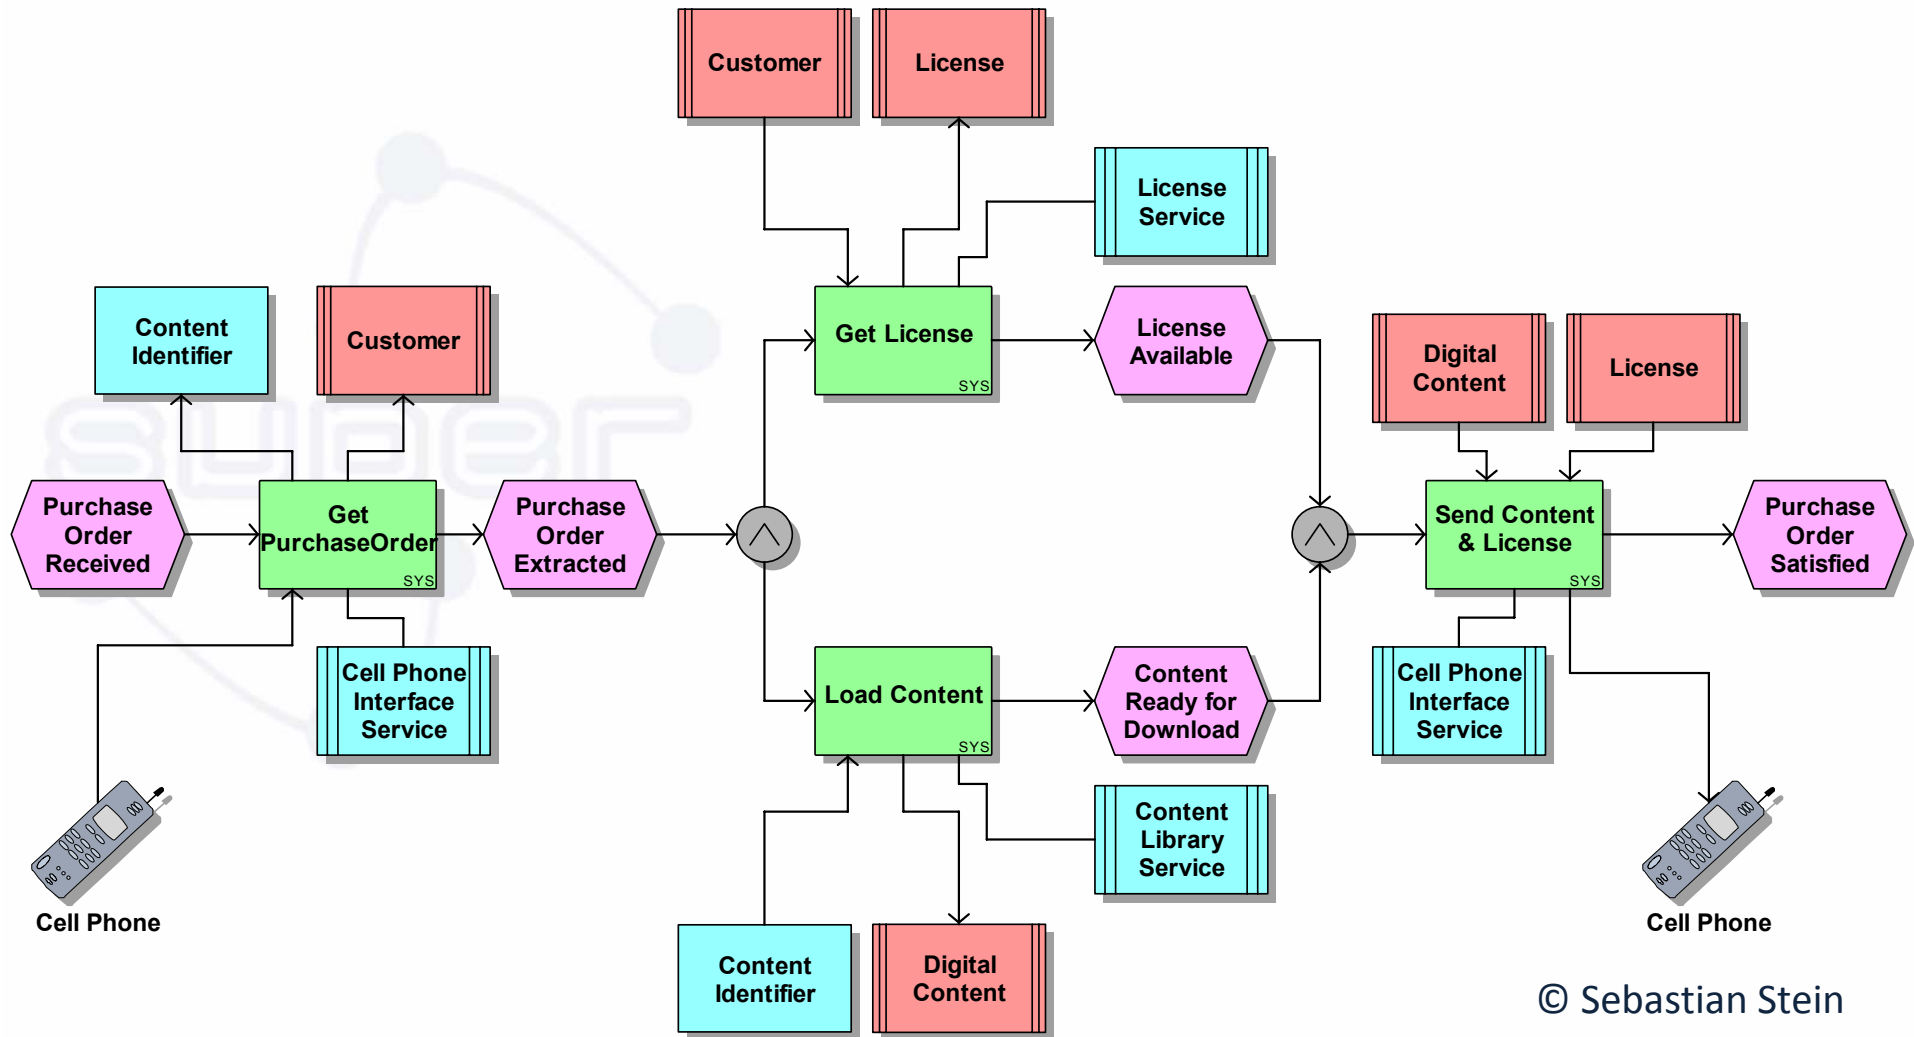 Customer
License
License
Service
Content
Identifier
Customer
Get License
SYS
License
Available
Digital
Content
License
super
Purchase
Order
Received
Get
PurchaseOrder
SYS
Purchase
Order
Extracted
Send Content
& License
SYS
Purchase
Order
Satisfied
Cell Phone
Interface
Service
Load Content
SYS
Content
Ready for
Download
Cell Phone
Interface
Service
Content
Library
Service
Cell Phone
Cell Phone
Content
Identifier
Digital
Content
© Sebastian Stein